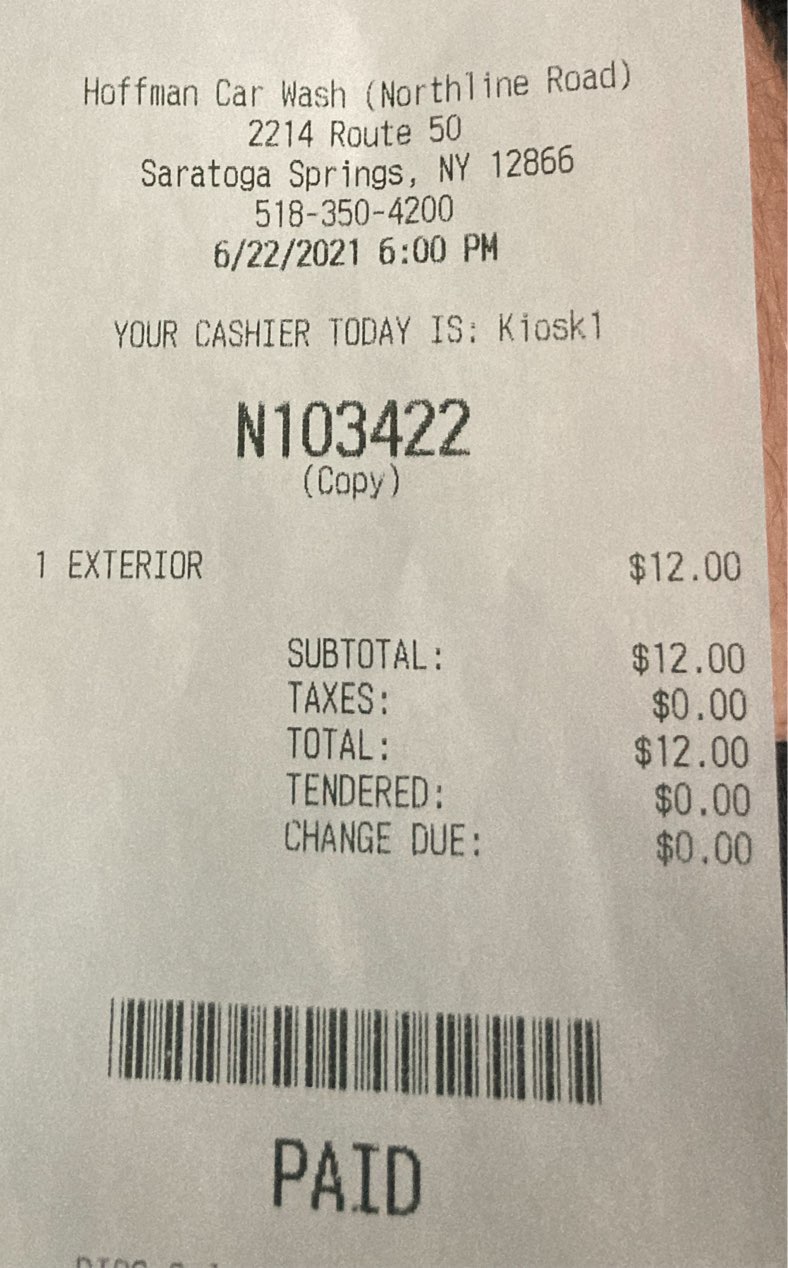 Hoffman Car Wash (Northline Road)
2214 Route 50
Saratoga Springs, NY 12866
518-350-4200
6/22/2021 6:00 PM
YOUR CASHIER TODAY IS: Kiosk1
N103422
(Copy)
1 EXTERIOR $12.00
SUBTOTAL: $12.00
TAXES: $0.00
TOTAL: $12.00
TENDERED: $0.00
CHANGE DUE: $0.00
PAID